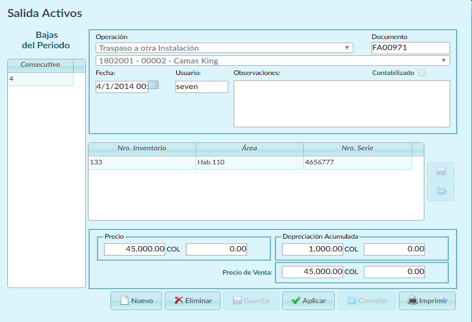 Salida Activos
Bajas
del Periodo
Consecutivo
4
Operación
Documento
Traspaso a otra Instalación
FA00971
1802001 - 00002 - Camas King
Fecha:
Usuario:
Observaciones:
Contabilizado
4/1/2014 00:
seven
Nro. Inventario
Área
Nro. Serie
133
Hab 110
4656777
Precio
45,000.00 COL
0.00
Depreciación Acumulada
1,000.00 COL
0.00
Precio de Venta:
45,000.00 COL
0.00
Nuevo
Eliminar
Guardar
Aplicar
Cancelar
Imprimir